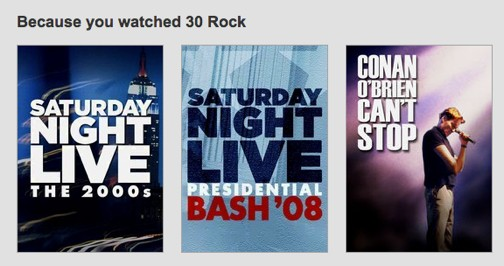 Because you watched 30 Rock
SATURDAY
NIGHT
LIVE
THE 2000s
SATURDAY
NIGHT
LIVE
PRESIDENTIAL
BASH '08
CONAN
O'BRIEN
CAN'T
STOP